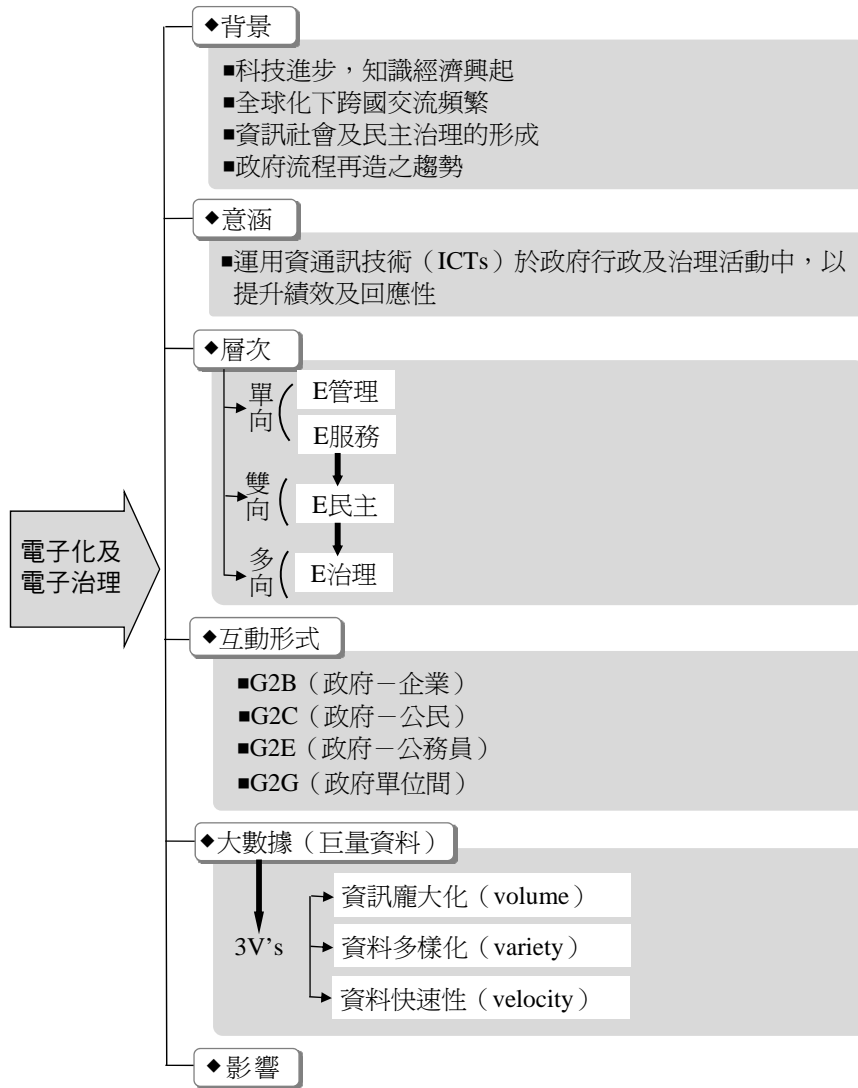 ◆背景
■科技進步，知識經濟興起
■全球化下跨國交流頻繁
■資訊社會及民主治理的形成
■政府流程再造之趨勢
◆意涵
■運用資通訊技術（ICTs）於政府行政及治理活動中，以
提升績效及回應性
◆層次
單向（
E管理
E服務
雙向（
E民主
多向（
E治理
電子化及
電子治理
◆互動形式
■G2B（政府－企業）
■G2C（政府－公民）
■G2E（政府－公務員）
■G2G（政府單位間）
◆大數據（巨量資料）
3V’s
資訊龐大化（volume）
資料多樣化（variety）
資料快速性（velocity）
◆影響